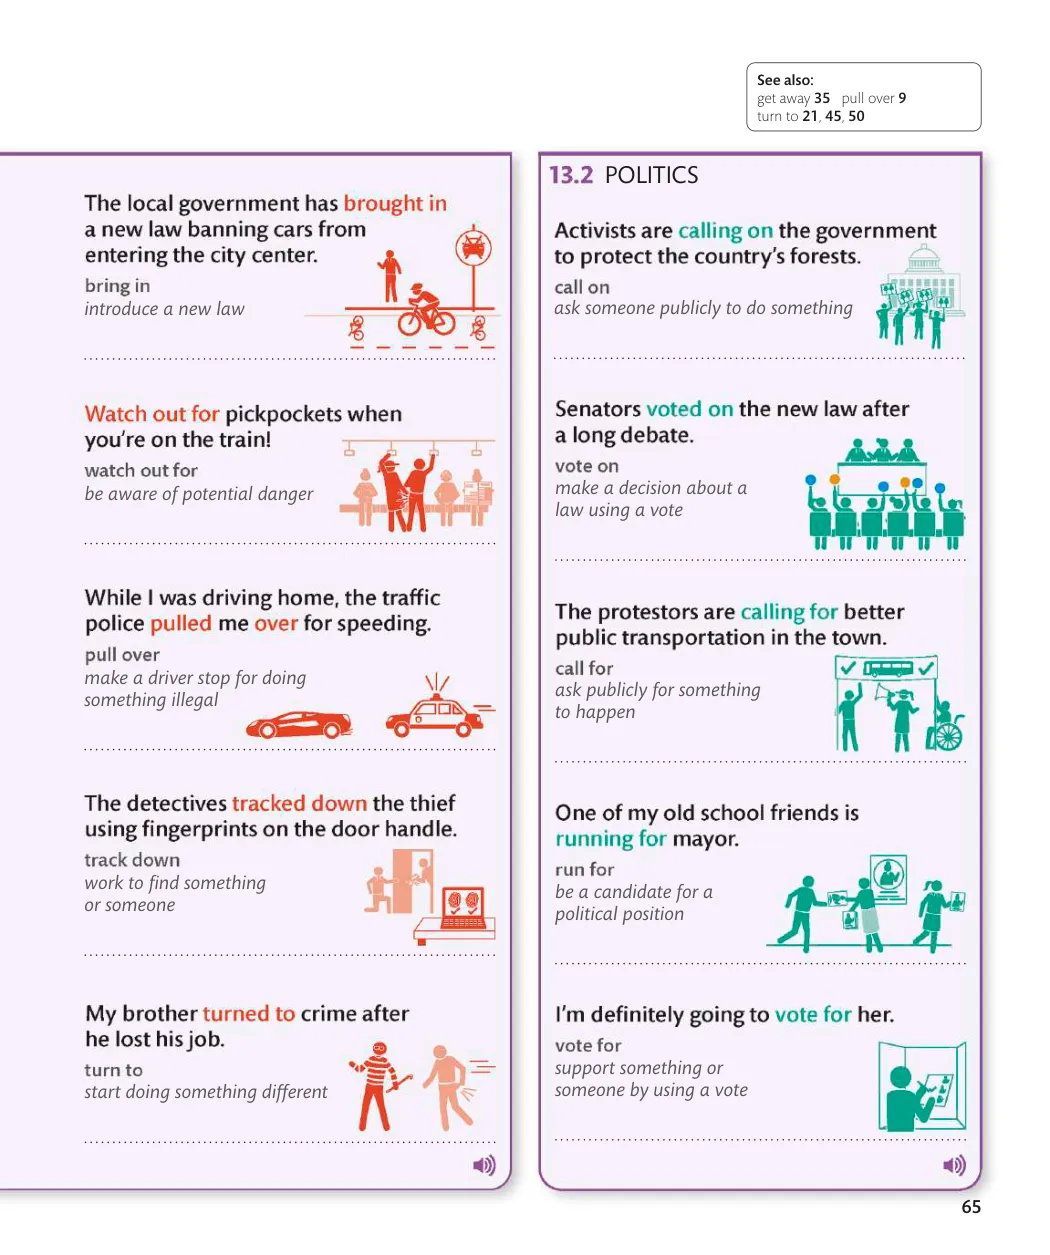 See also:
get away 35 pull over 9
turn to 21, 45, 50
The local government has brought in
a new law banning cars from
entering the city center.
bring in
introduce a new law
Watch out for pickpockets when
you're on the train!
watch out for
be aware of potential danger
While I was driving home, the traffic
police pulled me over for speeding.
pull over
make a driver stop for doing
something illegal
The detectives tracked down the thief
using fingerprints on the door handle.
track down
work to find something
or someone
My brother turned to crime after
he lost his job.
turn to
start doing something different
13.2 POLITICS
Activists are calling on the government
to protect the country's forests.
call on
ask someone publicly to do something
Senators voted on the new law after
a long debate.
vote on
make a decision about a
law using a vote
The protestors are calling for better
public transportation in the town.
call for
ask publicly for something
to happen
One of my old school friends is
running for mayor.
run for
be a candidate for a
political position
I'm definitely going to vote for her.
vote for
support something or
someone by using a vote
65